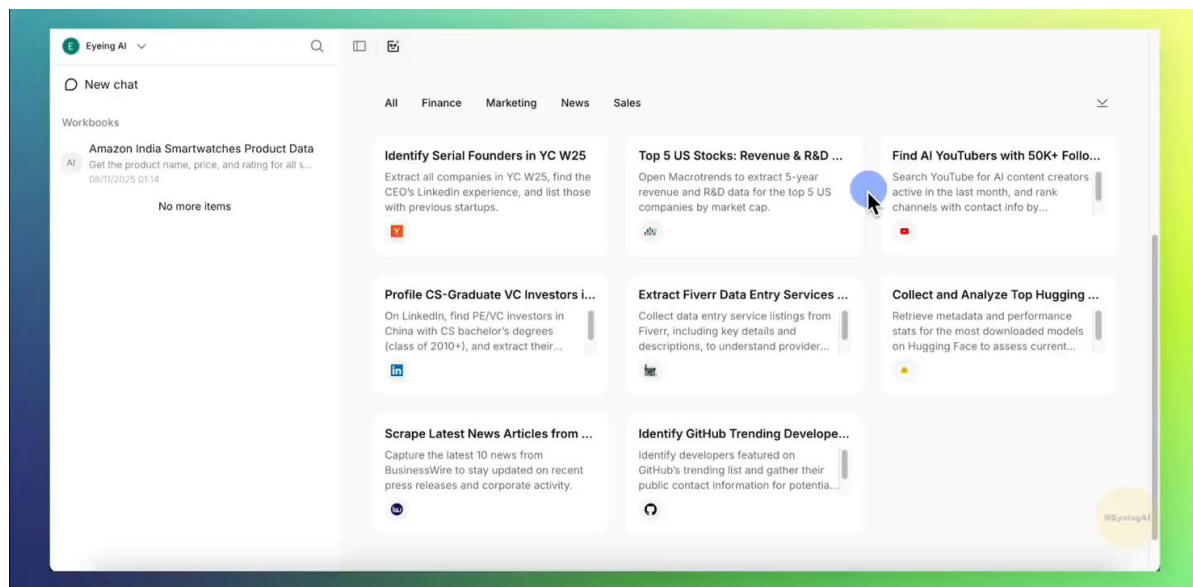 E Eyeing AI
New chat
Workbooks
AI
Amazon India Smartwatches Product Data
Get the product name, price, and rating for all s...
08/11/2025 01:14
No more items
All Finance Marketing News Sales
Identify Serial Founders in YC W25
Extract all companies in YC W25, find the
CEO's LinkedIn experience, and list those
with previous startups.
Y
Top 5 US Stocks: Revenue & R&D ...
Open Macrotrends to extract 5-year
revenue and R&D data for the top 5 US
companies by market cap.
Find AI YouTubers with 50K+ Follo...
Search YouTube for AI content creators
active in the last month, and rank
channels with contact info by...
Profile CS-Graduate VC Investors i...
On LinkedIn, find PE/VC investors in
China with CS bachelor's degrees
(class of 2010+), and extract their...
in
Extract Fiverr Data Entry Services ...
Collect data entry service listings from
Fiverr, including key details and
descriptions, to understand provider...
Collect and Analyze Top Hugging ...
Retrieve metadata and performance
stats for the most downloaded models
on Hugging Face to assess current...
Scrape Latest News Articles from ...
Capture the latest 10 news from
BusinessWire to stay updated on recent
press releases and corporate activity.
Identify GitHub Trending Develope...
Identify developers featured on
GitHub's trending list and gather their
public contact information for potentia...
@EyeingAI